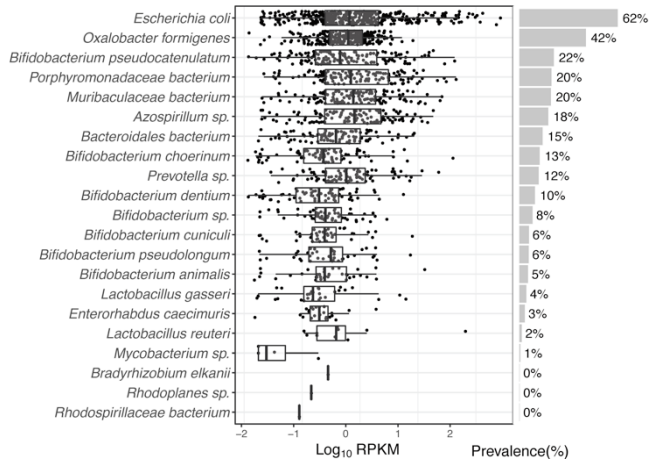 Escherichia coli 62%
Oxalobacter formigenes 42%
Bifidobacterium pseudocatenulatum 22%
Porphyromonadaceae bacterium 20%
Muribaculaceae bacterium 20%
Azospirillum sp. 18%
Bacteroidales bacterium 15%
Bifidobacterium choerinum 13%
Prevotella sp. 12%
Bifidobacterium dentium 10%
Bifidobacterium sp. 8%
Bifidobacterium cuniculi 6%
Bifidobacterium pseudolongum 6%
Bifidobacterium animalis 5%
Lactobacillus gasseri 4%
Enterorhabdus caecimuris 3%
Lactobacillus reuteri 2%
Mycobacterium sp. 1%
Bradyrhizobium elkanii 0%
Rhodoplanes sp. 0%
Rhodospirillaceae bacterium 0%
−2 −1 0 1 2
Log₁₀ RPKM Prevalence(%)